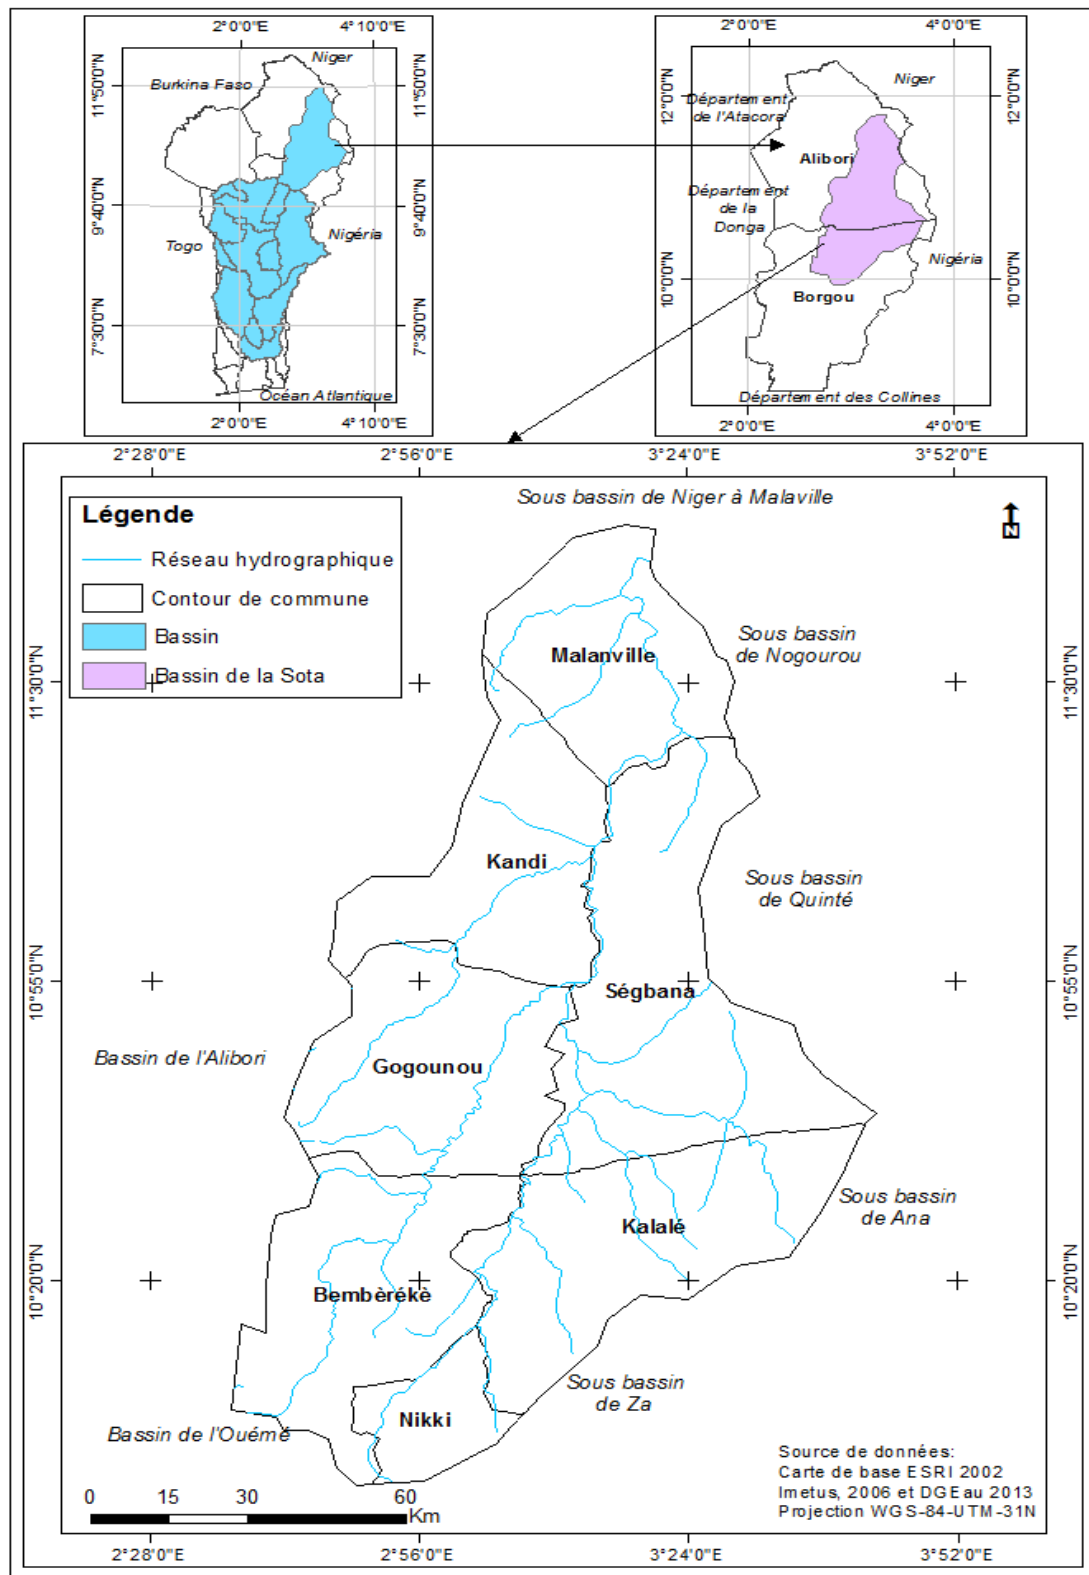 2°0'0"E
4°10'0"E
Niger
Burkina Faso
Togo
Nigéria
Océan Atlantique
11°50'0"N
9°40'0"N
7°30'0"N
11°50'0"N
9°40'0"N
7°30'0"N
2°0'0"E
4°10'0"E
2°0'0"E
4°0'0"E
Niger
Département
de l'Atacora
Alibori
Département
de la
Donga
Nigéria
Borgou
Département des Collines
12°0'0"N
10°0'0"N
12°0'0"N
10°0'0"N
2°0'0"E
4°0'0"E
2°28'0"E
2°56'0"E
3°24'0"E
3°52'0"E
Sous bassin de Niger à Malaville
Légende
Réseau hydrographique
Contour de commune
Bassin
Bassin de la Sota
N
Malanville
Sous bassin
de Nogourou
11°30'0"N
11°30'0"N
Kandi
Sous bassin
de Quinté
10°55'0"N
10°55'0"N
Ségbana
Bassin de l'Alibori
Gogounou
Sous bassin
de Ana
Kalalé
10°20'0"N
10°20'0"N
Bembèrékè
Sous bassin
de Za
Nikki
Bassin de l'Ouémé
Source de données:
Carte de base ESRI 2002
Imetus, 2006 et DGEau 2013
Projection WGS-84-UTM-31N
0 15 30 60
Km
2°28'0"E
2°56'0"E
3°24'0"E
3°52'0"E